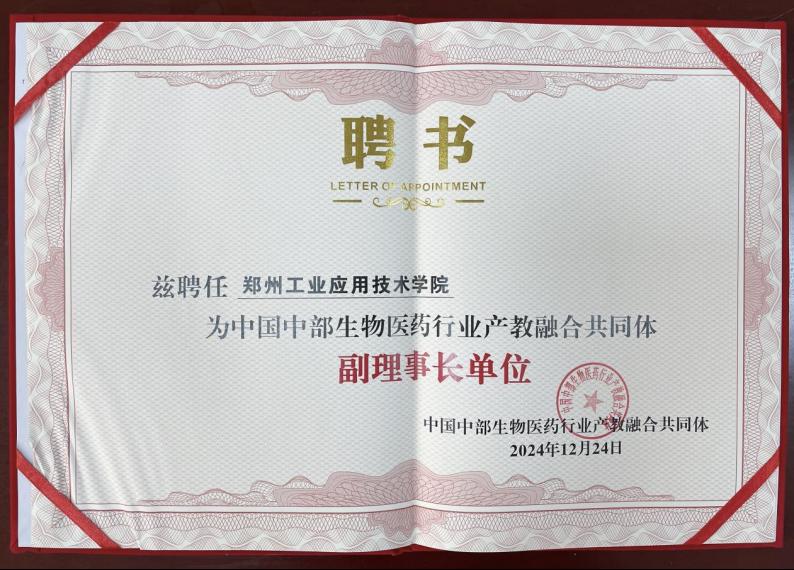 聘书
LETTER OF APPOINTMENT
兹聘任 郑州工业应用技术学院
为中国中部生物医药行业产教融合共同体
副理事长单位
中国中部生物医药行业产教融合共同体
2024年12月24日